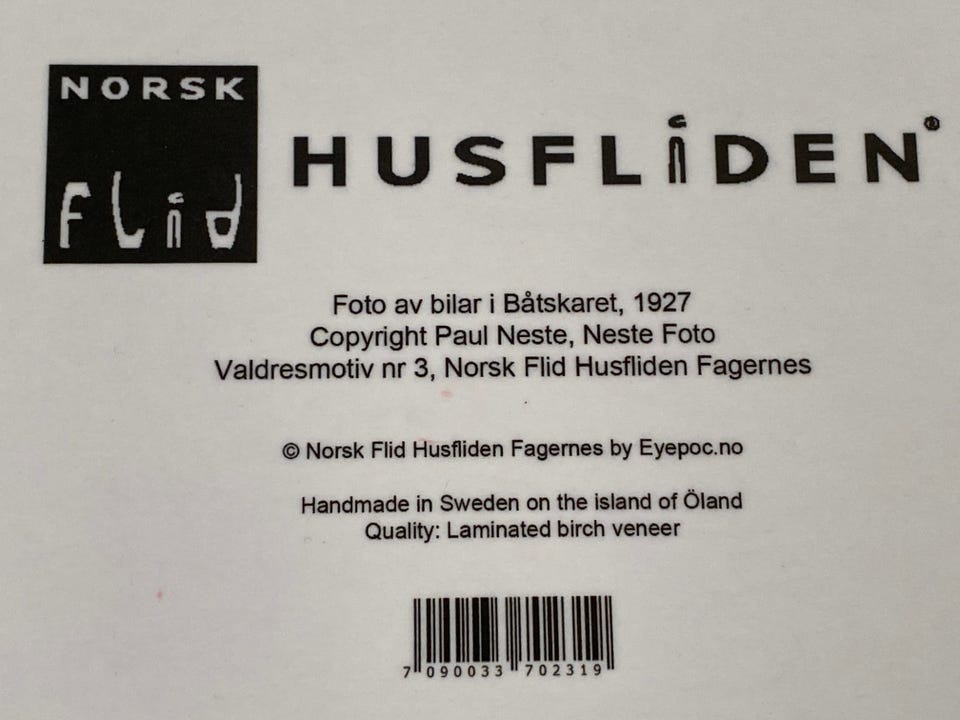 NORSK
flid
HUSFLiDEN®
Foto av bilar i Båtskaret, 1927
Copyright Paul Neste, Neste Foto
Valdresmotiv nr 3, Norsk Flid Husfliden Fagernes
© Norsk Flid Husfliden Fagernes by Eyepoc.no
Handmade in Sweden on the island of Öland
Quality: Laminated birch veneer
7 090033 702319